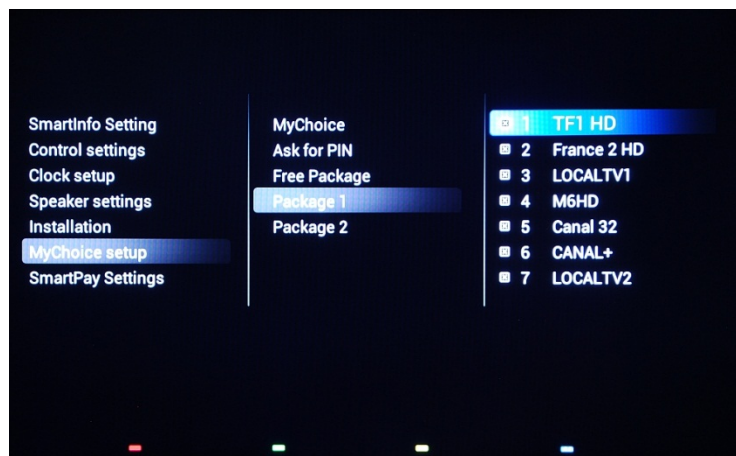 SmartInfo Setting
Control settings
Clock setup
Speaker settings
Installation
MyChoice setup
SmartPay Settings
MyChoice
Ask for PIN
Free Package
Package 1
Package 2
1 TF1 HD
2 France 2 HD
3 LOCALTV1
4 M6HD
5 Canal 32
6 CANAL+
7 LOCALTV2